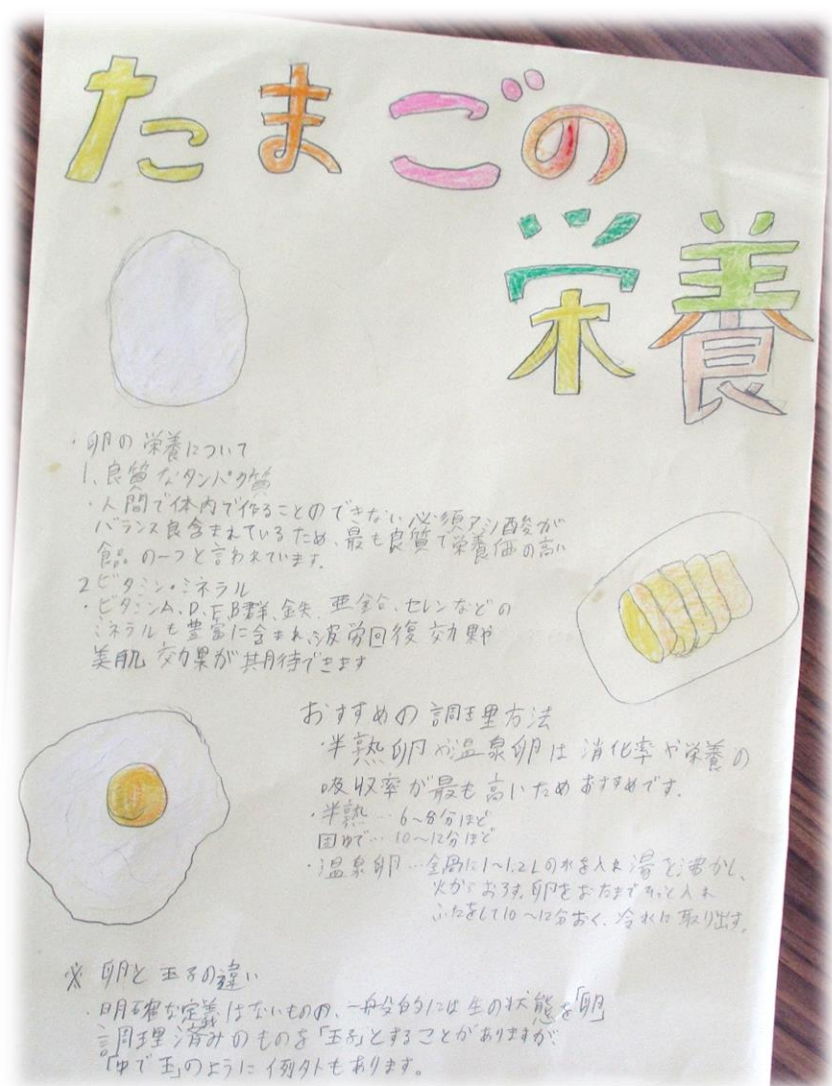 たまごの
栄養
・卵の栄養について
1、良質なタンパク質
・人間で体内で作ることのできない必須アミノ酸が
バランス良含まれているため、最も良質で栄養価の高い
食品の一つと言われています。
2ビタミン・ミネラル
・ビタミンA、D、E、B群、鉄、亜鉛、セレンなどの
ミネラルも豊富に含まれ、疲労回復効果や
美肌効果が期待できます
おすすめの調理方法
・半熟卵や温泉卵は消化率や栄養の
吸収率が最も高いためおすすめです。
・半熟…6〜8分ほど
固ゆで…10〜12分ほど
・温泉卵…全鍋に1〜1.2Lの水を入れ湯を沸かし、
火からおろす。卵をおたまでそっと入れ
ふたをして10〜12分おく。冷水に取り出す。
※ 卵と玉子の違い
・明確な定義はないものの、一般的には生の状態を「卵」
調理済みのものを「玉子」とすることがありますが
「ゆで玉」のように例外もあります。